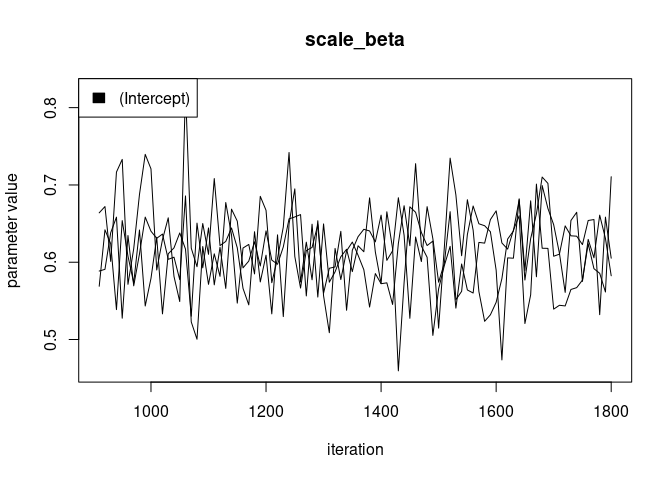 scale_beta
(Intercept)
parameter value
0.8
0.7
0.6
0.5
1000 1200 1400 1600 1800
iteration